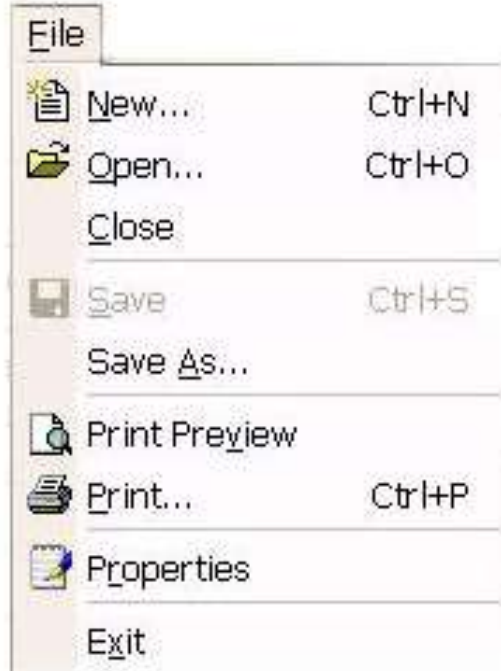 File
New... Ctrl+N
Open... Ctrl+O
Close
Save Ctrl+S
Save As...
Print Preview
Print... Ctrl+P
Properties
Exit